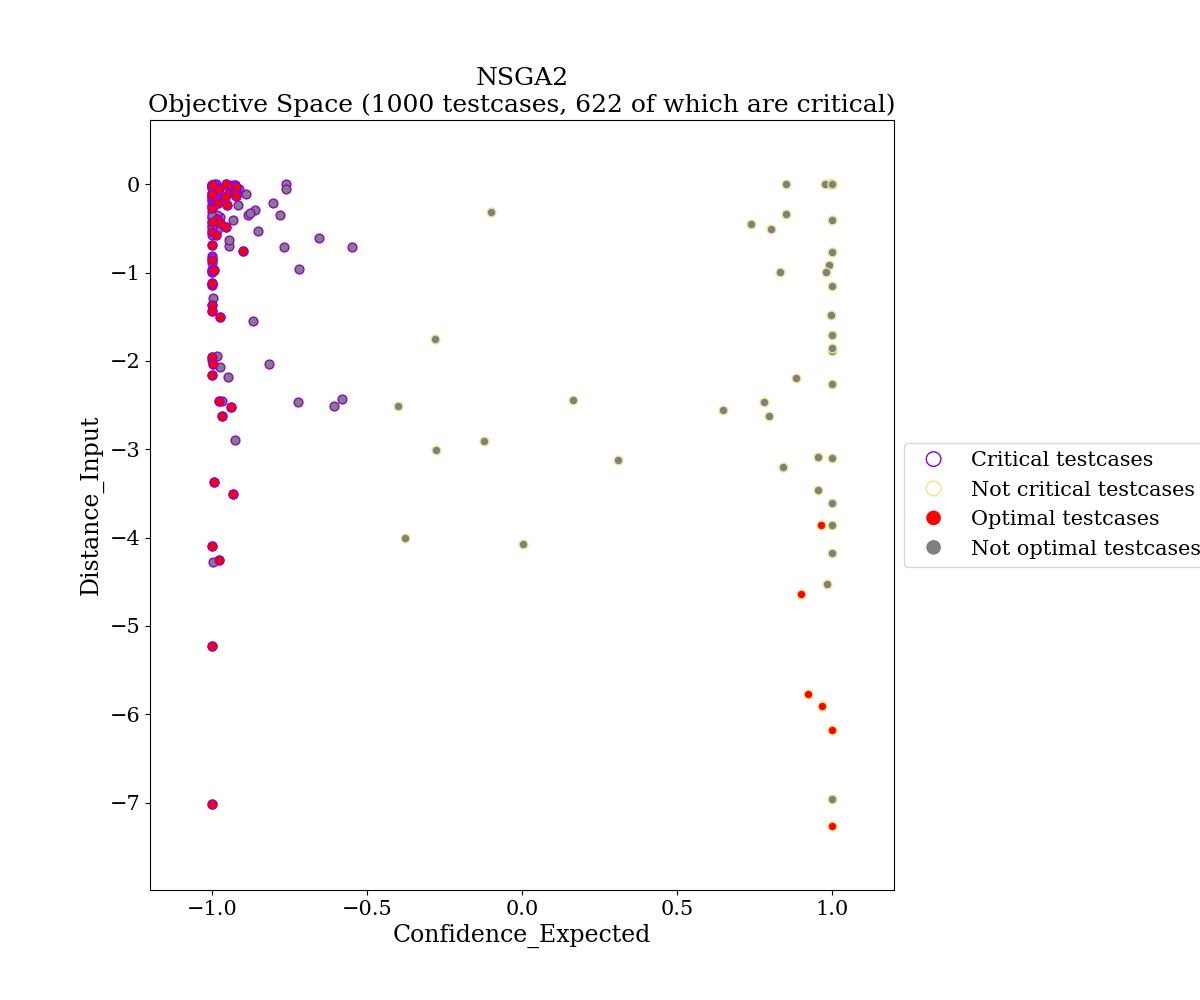 NSGA2
Objective Space (1000 testcases, 622 of which are critical)
0
−1
−2
−3
−4
−5
−6
−7
Distance_Input
−1.0
−0.5
0.0
0.5
1.0
Confidence_Expected
Critical testcases
Not critical testcases
Optimal testcases
Not optimal testcases